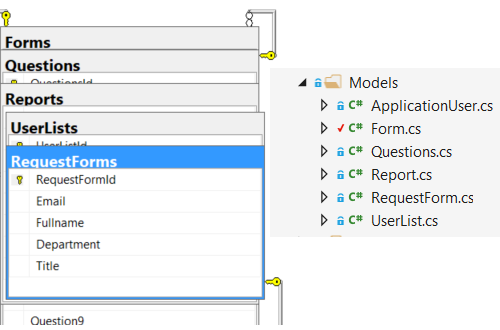 Forms
Questions
QuestionsId
Reports
UserLists
UserListId
RequestForms
RequestFormId
Email
Fullname
Department
Title
Question9
Models
C# ApplicationUser.cs
C# Form.cs
C# Questions.cs
C# Report.cs
C# RequestForm.cs
C# UserList.cs